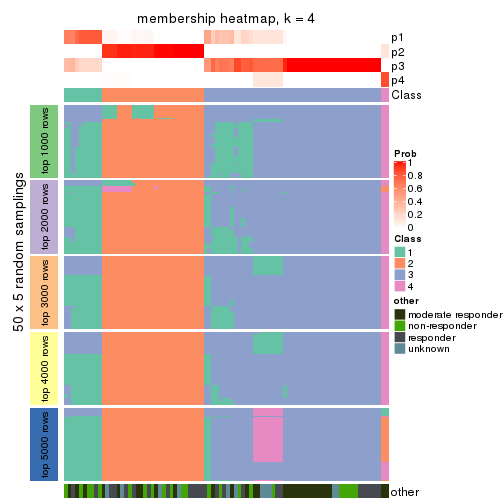 membership heatmap, k = 4
p1
p2
p3
p4
Class
50 x 5 random samplings
top 1000 rows
top 2000 rows
top 3000 rows
top 4000 rows
top 5000 rows
other
Prob
1
0.8
0.6
0.4
0.2
0
Class
1
2
3
4
other
moderate responder
non-responder
responder
unknown